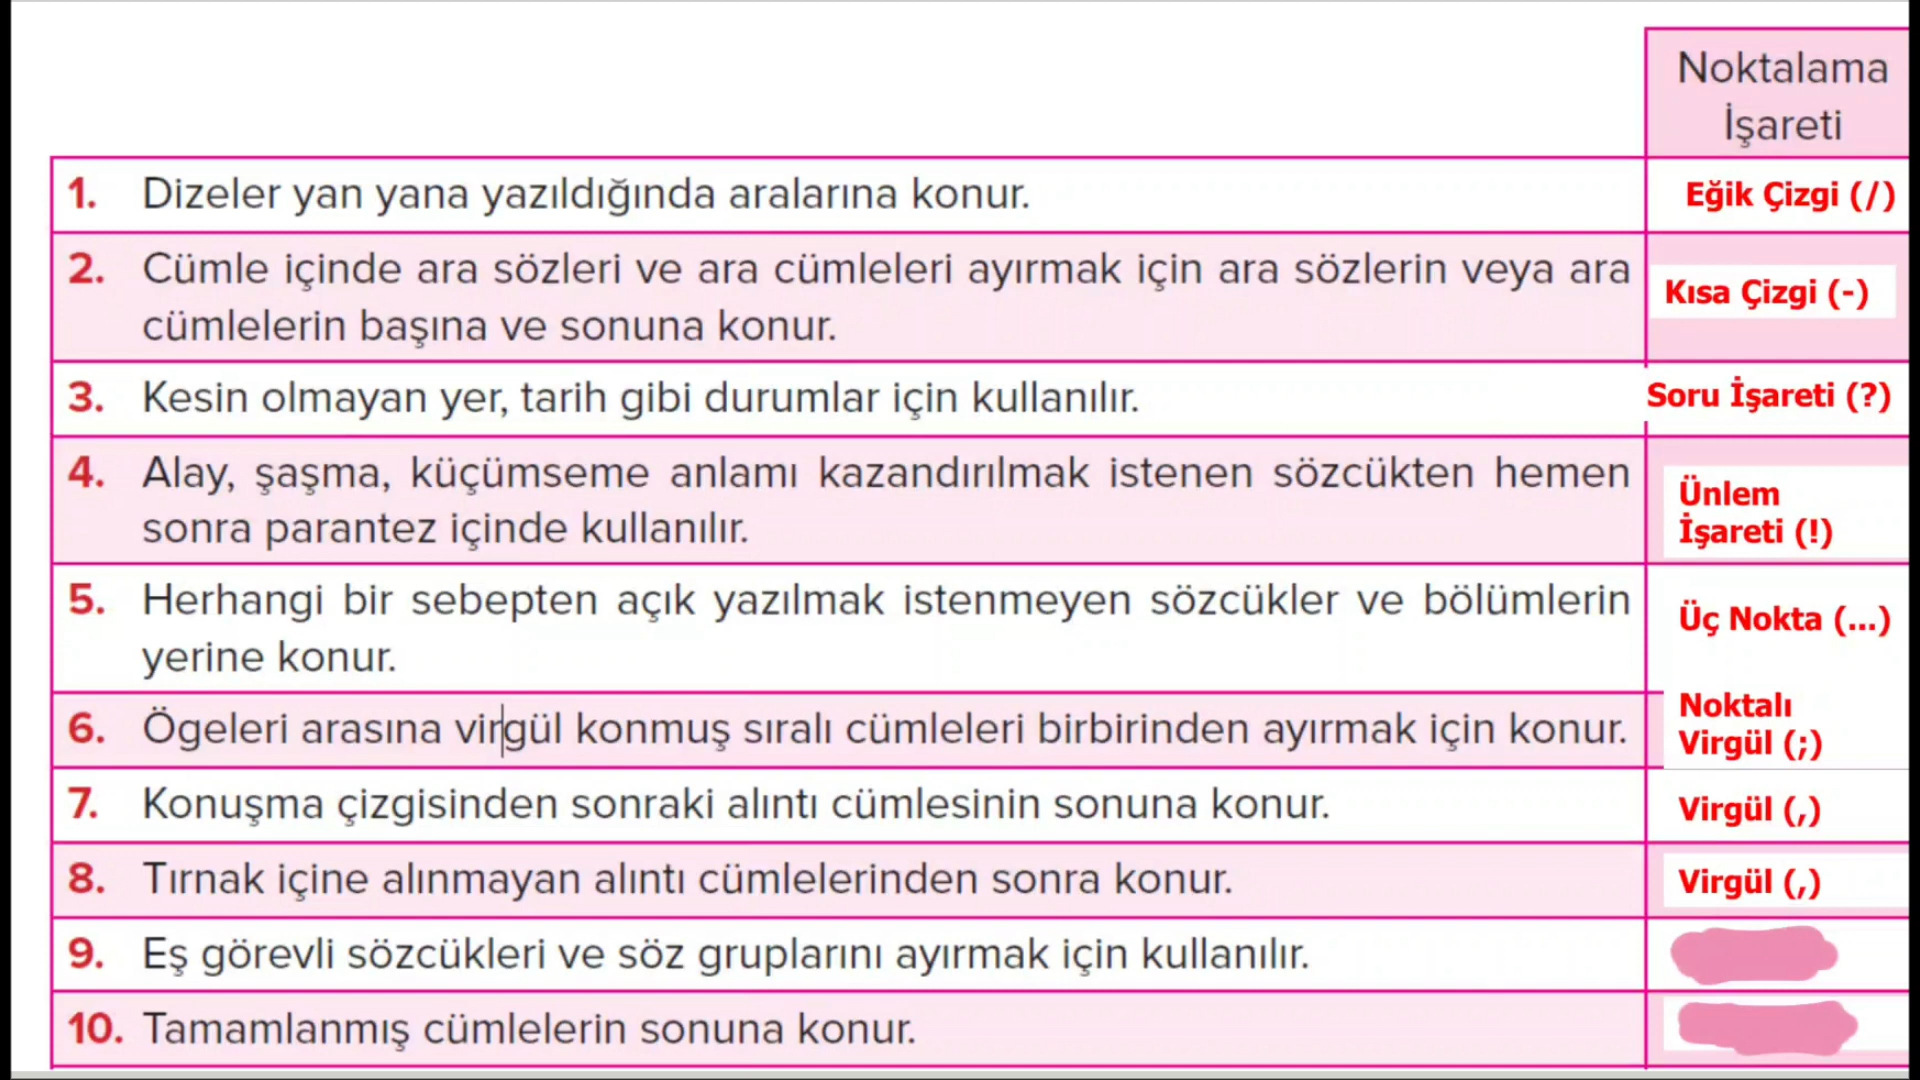 Noktalama
İşareti
1. Dizeler yan yana yazıldığında aralarına konur.
Eğik Çizgi (/)
2. Cümle içinde ara sözleri ve ara cümleleri ayırmak için ara sözlerin veya ara
cümlelerin başına ve sonuna konur.
Kısa Çizgi (-)
3. Kesin olmayan yer, tarih gibi durumlar için kullanılır.
Soru İşareti (?)
4. Alay, şaşma, küçümseme anlamı kazandırılmak istenen sözcükten hemen
sonra parantez içinde kullanılır.
Ünlem
İşareti (!)
5. Herhangi bir sebepten açık yazılmak istenmeyen sözcükler ve bölümlerin
yerine konur.
Üç Nokta (...)
6. Ögeleri arasına virgül konmuş sıralı cümleleri birbirinden ayırmak için konur.
Noktalı
Virgül (;)
7. Konuşma çizgisinden sonraki alıntı cümlesinin sonuna konur.
Virgül (,)
8. Tırnak içine alınmayan alıntı cümlelerinden sonra konur.
Virgül (,)
9. Eş görevli sözcükleri ve söz gruplarını ayırmak için kullanılır.
10. Tamamlanmış cümlelerin sonuna konur.